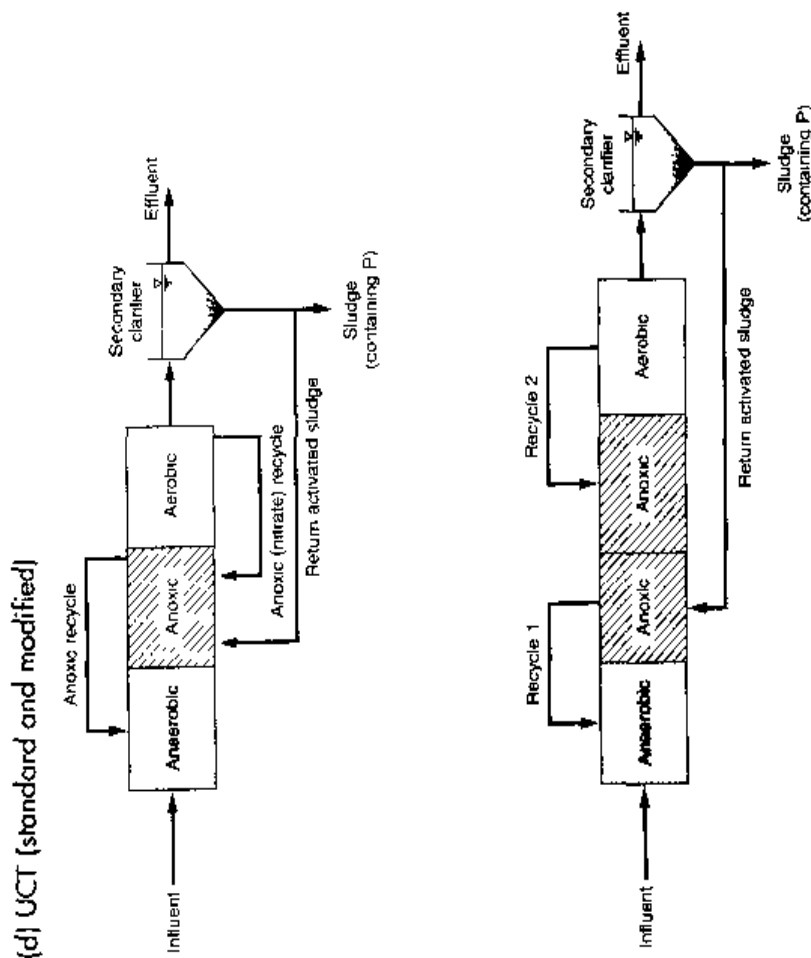 (d) UCT (standard and modified)
Anoxic recycle
Secondary
clarifier
Effluent
Influent
Anaerobic
Anoxic
Aerobic
Anoxic (nitrate) recycle
Return activated sludge
Sludge
(containing P)
Recycle 1
Recycle 2
Secondary
clarifier
Effluent
Influent
Anaerobic
Anoxic
Anoxic
Aerobic
Return activated sludge
Sludge
(containing P)